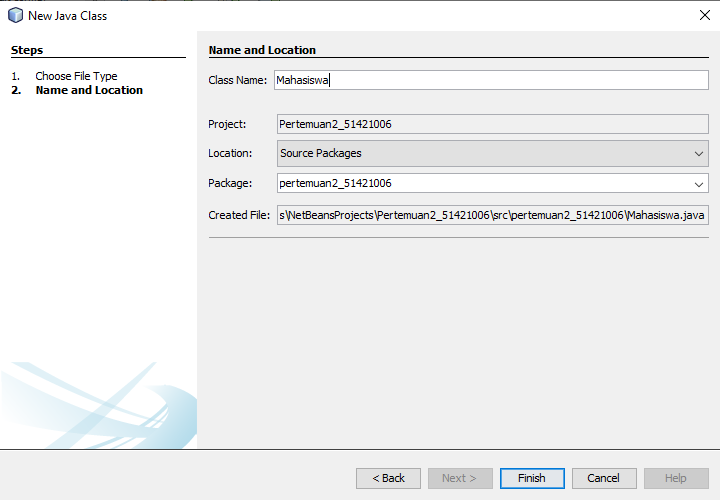 New Java Class
Steps
1. Choose File Type
2. Name and Location
Name and Location
Class Name: Mahasiswa
Project: Pertemuan2_51421006
Location: Source Packages
Package: pertemuan2_51421006
Created File: s\NetBeansProjects\Pertemuan2_51421006\src\pertemuan2_51421006\Mahasiswa.java
< Back Next > Finish Cancel Help